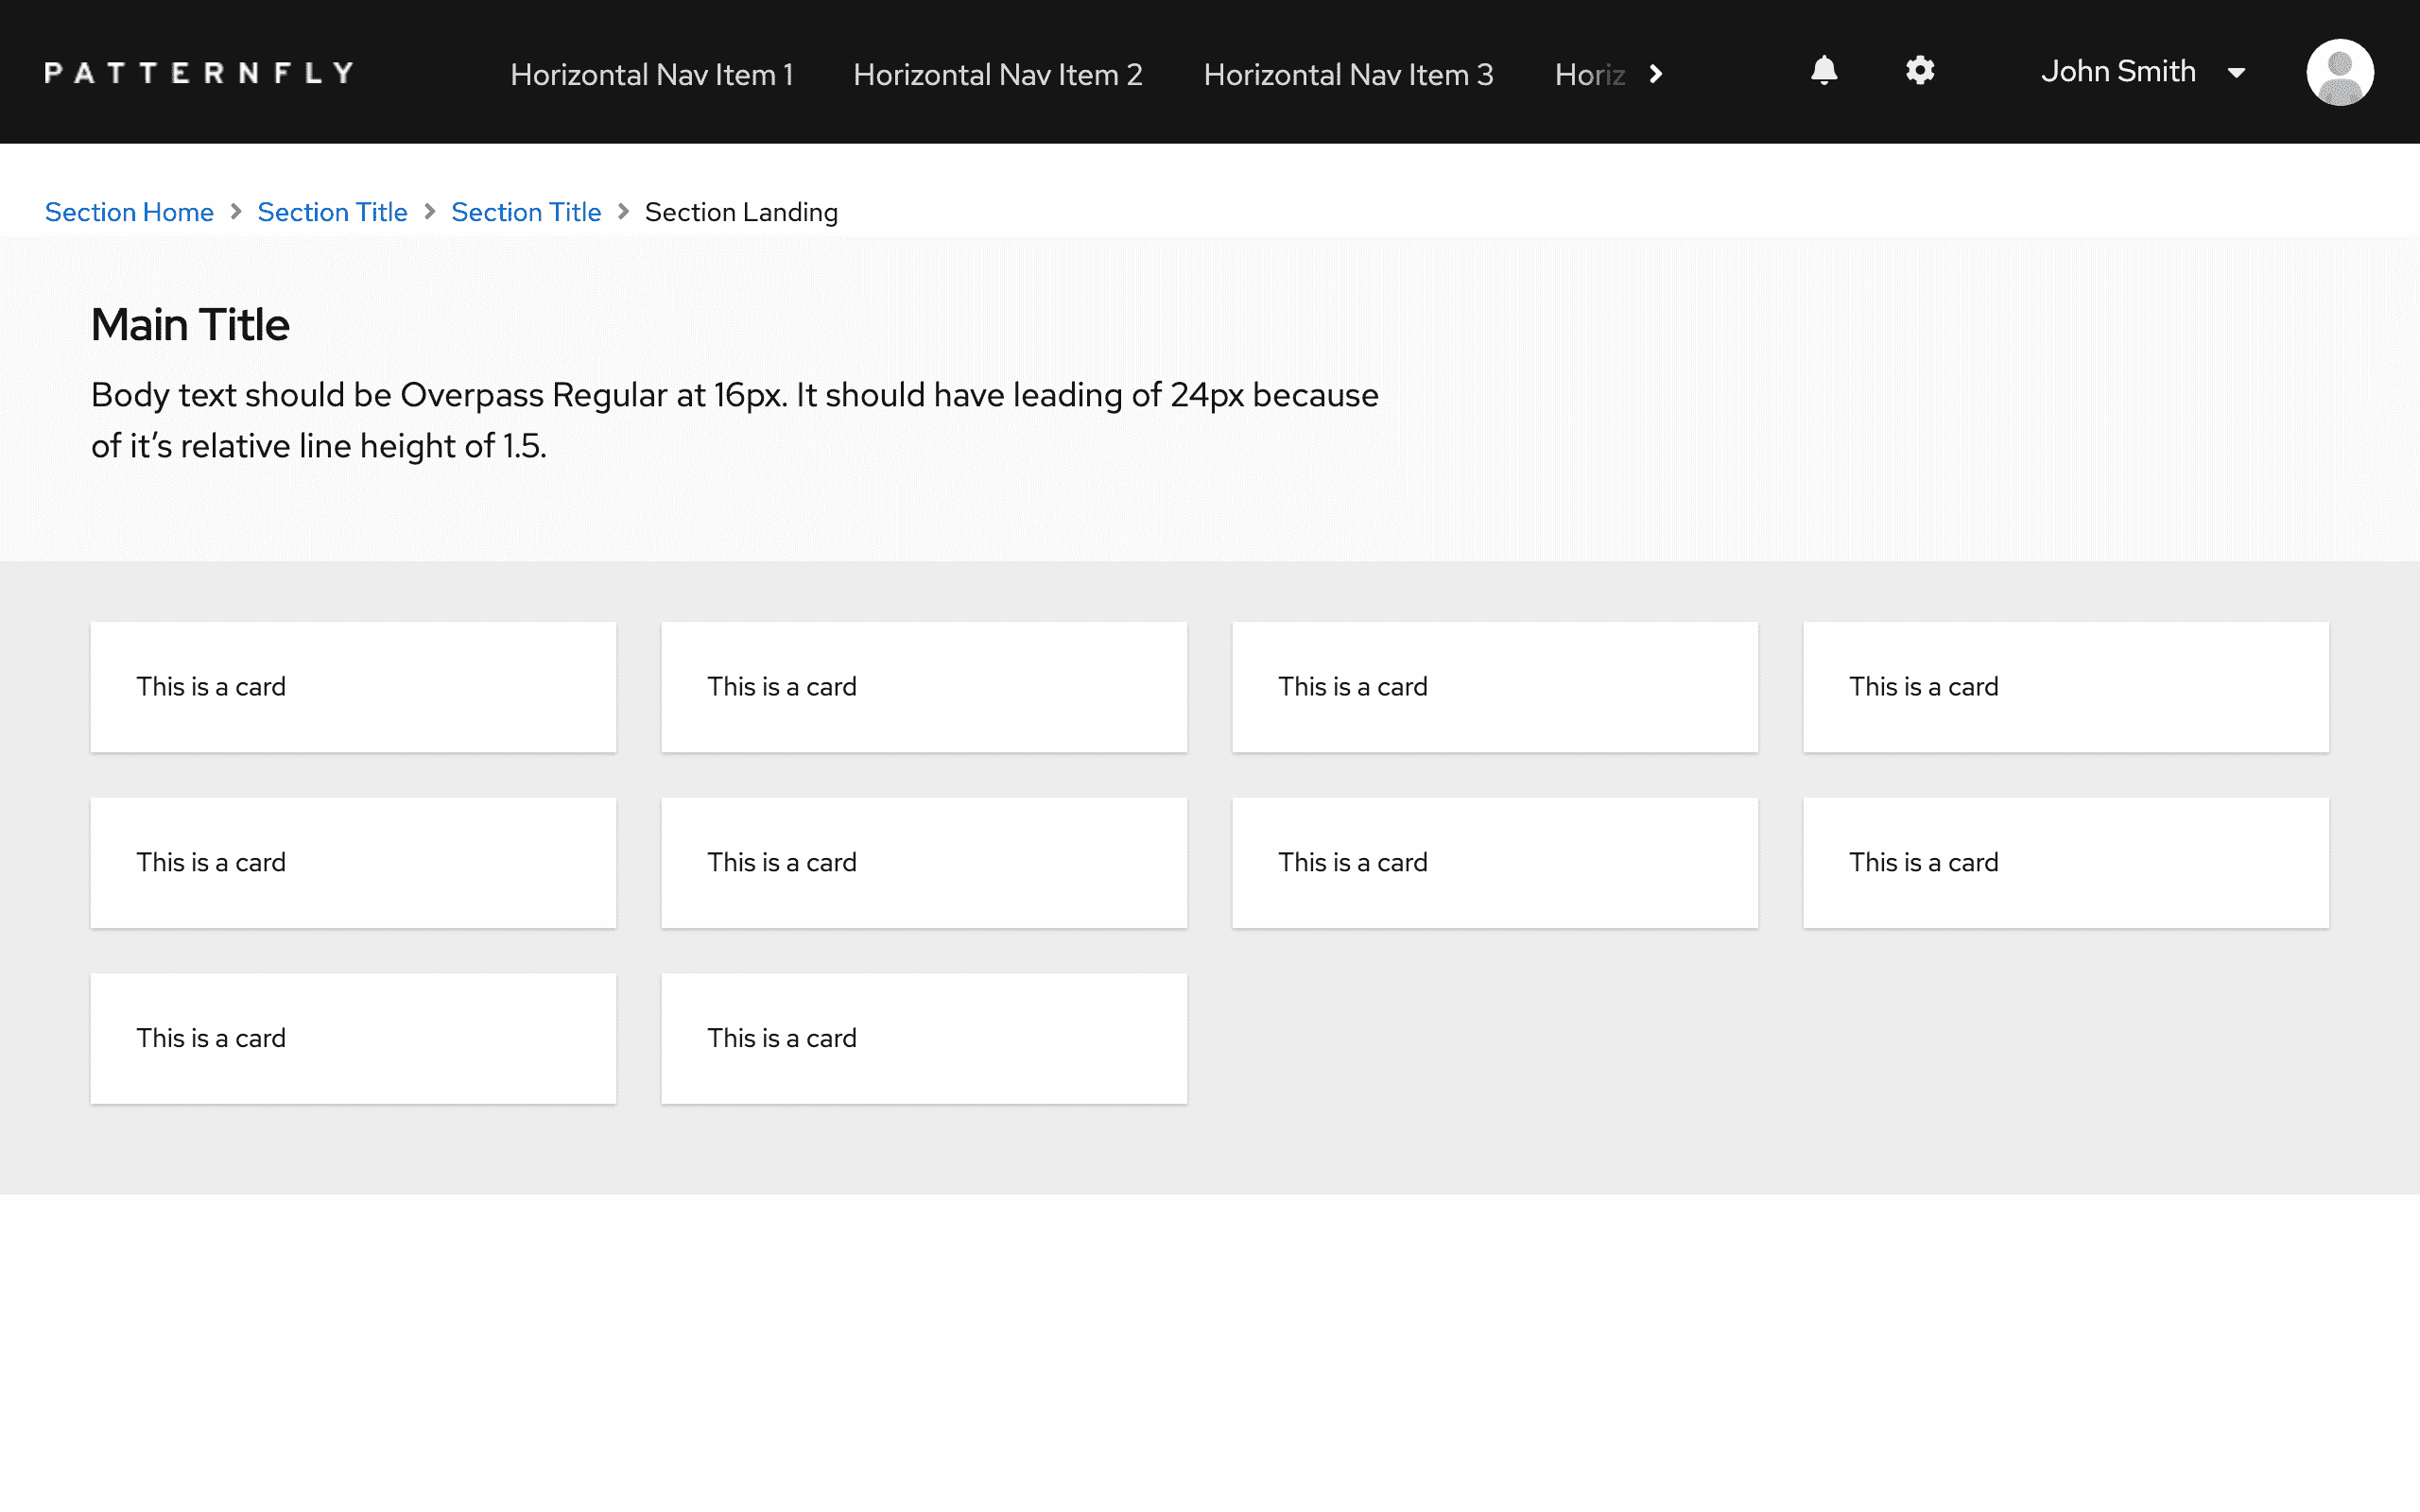 PATTERNFLY
Horizontal Nav Item 1
Horizontal Nav Item 2
Horizontal Nav Item 3
Horiz
John Smith
Section Home > Section Title > Section Title > Section Landing
Main Title
Body text should be Overpass Regular at 16px. It should have leading of 24px because
of it’s relative line height of 1.5.
This is a card
This is a card
This is a card
This is a card
This is a card
This is a card
This is a card
This is a card
This is a card
This is a card